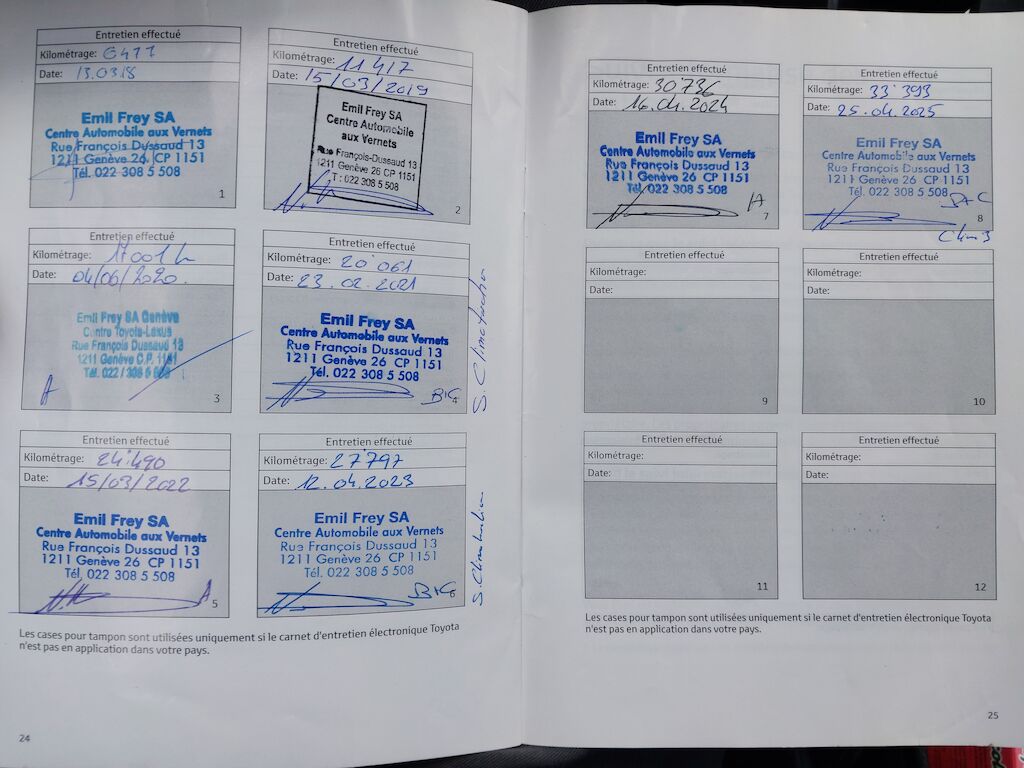 Entretien effectué
Kilométrage: 6477
Date: 13.03.18
Emil Frey SA
Centre Automobile aux Vernets
Rue François Dussaud 13
1211 Genève 26 CP 1151
Tél. 022 308 5 508
1
Entretien effectué
Kilométrage: 11417
Date: 15/03/2019
Emil Frey SA
Centre Automobile
aux Vernets
Rue François-Dussaud 13
1211 Genève 26 CP 1151
T : 022 308 5 508
2
Entretien effectué
Kilométrage: 17001
Date: 04/06/2020.
Emil Frey SA Genève
Centre Toyota-Lexus
Rue François Dussaud 13
1211 Genève C.P. 1151
Tél. 022 / 308 5 508
A
3
Entretien effectué
Kilométrage: 20'061
Date: 23.02.2021
Emil Frey SA
Centre Automobile aux Vernets
Rue François Dussaud 13
1211 Genève 26 CP 1151
Tél. 022 308 5 508
4
Entretien effectué
Kilométrage: 24'490
Date: 15/03/2022
Emil Frey SA
Centre Automobile aux Vernets
Rue François Dussaud 13
1211 Genève 26 CP 1151
Tél. 022 308 5 508
A
5
Entretien effectué
Kilométrage: 27'797
Date: 12.04.2023
Emil Frey SA
Centre Automobile aux Vernets
Rue François Dussaud 13
1211 Genève 26 CP 1151
Tél. 022 308 5 508
6
Les cases pour tampon sont utilisées uniquement si le carnet d'entretien électronique Toyota
n'est pas en application dans votre pays.
24
Entretien effectué
Kilométrage: 30'736
Date: 16.04.2024
Emil Frey SA
Centre Automobile aux Vernets
Rue François Dussaud 13
1211 Genève 26 CP 1151
Tél. 022 308 5 508
7
Entretien effectué
Kilométrage: 33'393
Date: 25.04.2025
Emil Frey SA
Centre Automobile aux Vernets
Rue François Dussaud 13
1211 Genève 26 CP 1151
Tél. 022 308 5 508
8
Entretien effectué
Kilométrage:
Date:
9
Entretien effectué
Kilométrage:
Date:
10
Entretien effectué
Kilométrage:
Date:
11
Entretien effectué
Kilométrage:
Date:
12
Les cases pour tampon sont utilisées uniquement si le carnet d'entretien électronique Toyota
n'est pas en application dans votre pays.
25